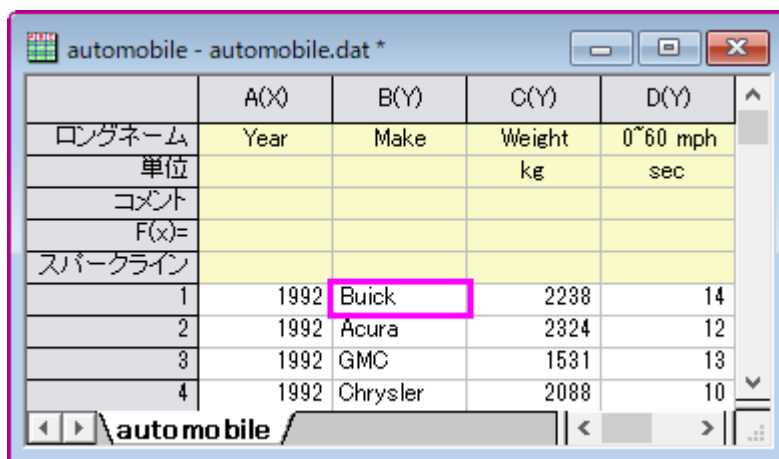 automobile - automobile.dat *
A(X) B(Y) C(Y) D(Y)
ロングネーム Year Make Weight 0~60 mph
単位 kg sec
コメント
F(x)=
スパークライン
1 1992 Buick 2238 14
2 1992 Acura 2324 12
3 1992 GMC 1531 13
4 1992 Chrysler 2088 10
automobile